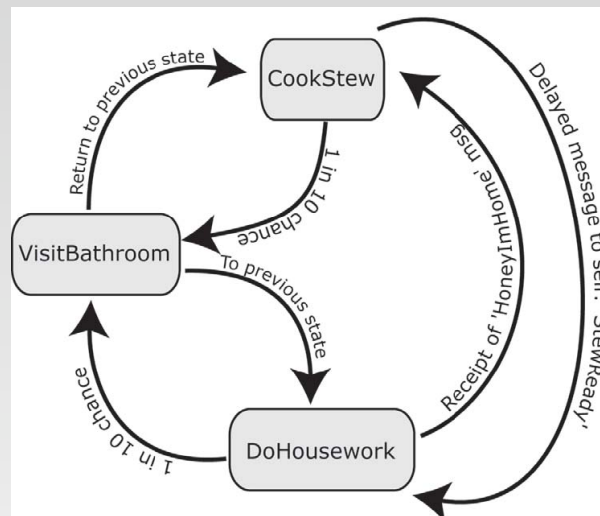 CookStew
Return to previous state
1 in 10 chance
Delayed message to self: 'StewReady'
Receipt of 'HoneyImHome' msg
VisitBathroom
To previous state
1 in 10 chance
DoHousework